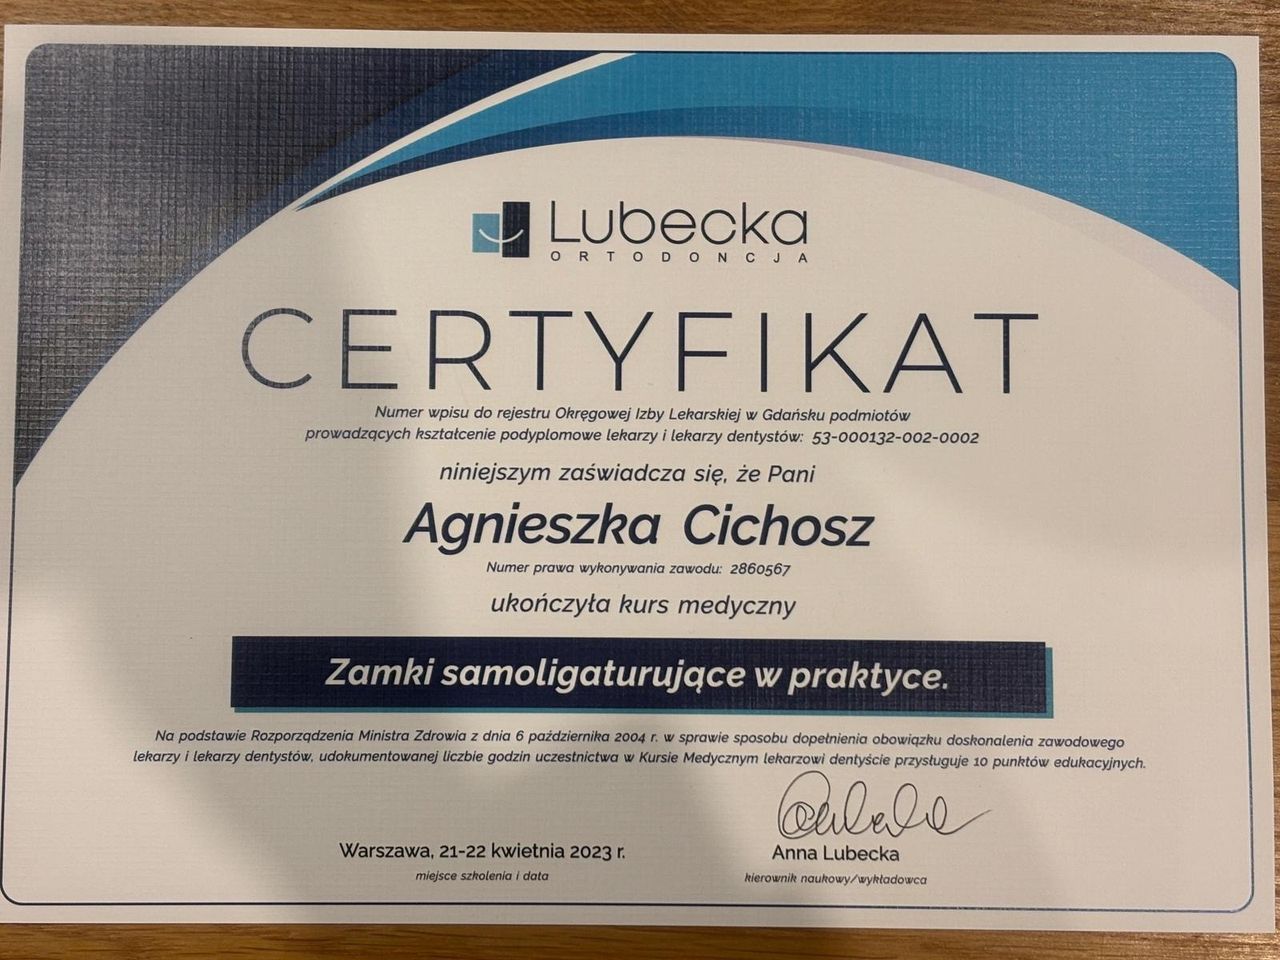 Lubecka
ORTODONCJA
CERTYFIKAT
Numer wpisu do rejestru Okręgowej Izby Lekarskiej w Gdańsku podmiotów
prowadzących kształcenie podyplomowe lekarzy i lekarzy dentystów: 53-000132-002-0002
niniejszym zaświadcza się, że Pani
Agnieszka Cichosz
Numer prawa wykonywania zawodu: 2860567
ukończyła kurs medyczny
Zamki samoligaturujące w praktyce.
Na podstawie Rozporządzenia Ministra Zdrowia z dnia 6 października 2004 r. w sprawie sposobu dopełnienia obowiązku doskonalenia zawodowego
lekarzy i lekarzy dentystów, udokumentowanej liczbie godzin uczestnictwa w Kursie Medycznym lekarzowi dentyście przysługuje 10 punktów edukacyjnych.
Warszawa, 21-22 kwietnia 2023 r.
miejsce szkolenia i data
Anna Lubecka
kierownik naukowy/wykładowca